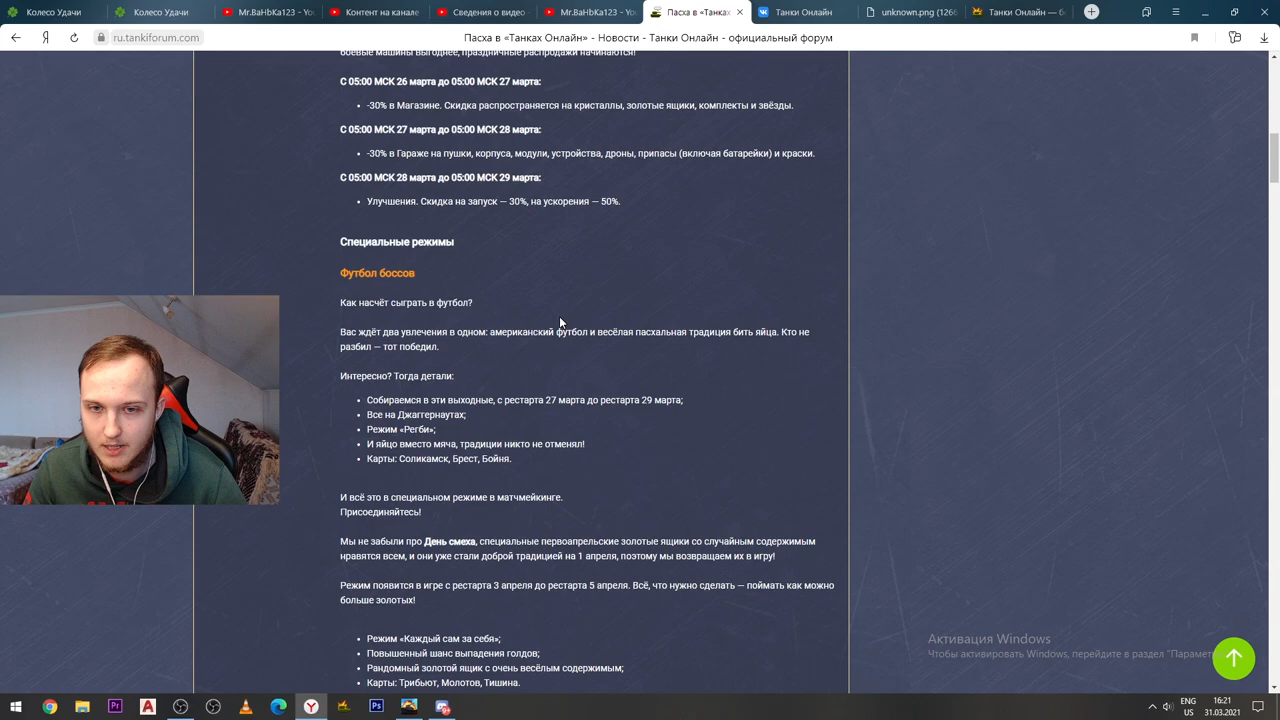 Колесо Удачи
Колесо Удачи
Mr.BaHbKa123 - Yo
Контент на канале
Сведения о видео
Mr.BaHbKa123 - Yo
Пасха в «Танках
Танки Онлайн
unknown.png (1266
Танки Онлайн — б
ru.tankiforum.com
Пасха в «Танках Онлайн» - Новости - Танки Онлайн - официальный форум
боевые машины выгоднее, праздничные распродажи начинаются!
С 05:00 МСК 26 марта до 05:00 МСК 27 марта:
• -30% в Магазине. Скидка распространяется на кристаллы, золотые ящики, комплекты и звёзды.
С 05:00 МСК 27 марта до 05:00 МСК 28 марта:
• -30% в Гараже на пушки, корпуса, модули, устройства, дроны, припасы (включая батарейки) и краски.
С 05:00 МСК 28 марта до 05:00 МСК 29 марта:
• Улучшения. Скидка на запуск — 30%, на ускорения — 50%.
Специальные режимы
Футбол боссов
Как насчёт сыграть в футбол?
Вас ждёт два увлечения в одном: американский футбол и весёлая пасхальная традиция бить яйца. Кто не
разбил — тот победил.
Интересно? Тогда детали:
• Собираемся в эти выходные, с рестарта 27 марта до рестарта 29 марта;
• Все на Джаггернаутах;
• Режим «Регби»;
• И яйцо вместо мяча, традиции никто не отменял!
• Карты: Соликамск, Брест, Бойня.
И всё это в специальном режиме в матчмейкинге.
Присоединяйтесь!
Мы не забыли про День смеха, специальные первоапрельские золотые ящики со случайным содержимым
нравятся всем, и они уже стали доброй традицией на 1 апреля, поэтому мы возвращаем их в игру!
Режим появится в игре с рестарта 3 апреля до рестарта 5 апреля. Всё, что нужно сделать — поймать как можно
больше золотых!
• Режим «Каждый сам за себя»;
• Повышенный шанс выпадения голдов;
• Рандомный золотой ящик с очень весёлым содержимым;
• Карты: Трибьют, Молотов, Тишина.
Активация Windows
Чтобы активировать Windows, перейдите в раздел "Парамет
ENG
US
16:21
31.03.2021